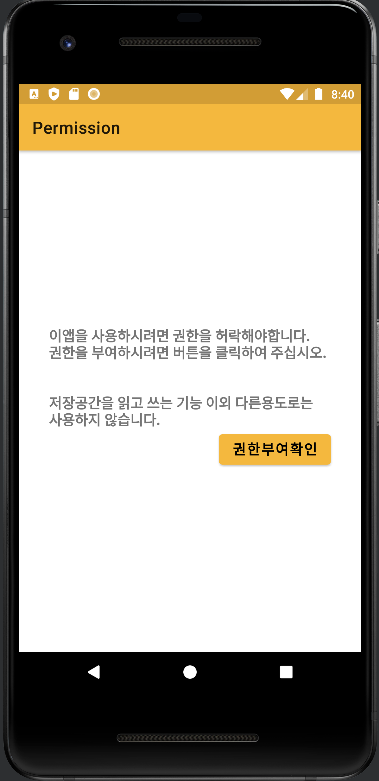 8:40
Permission
이앱을 사용하시려면 권한을 허락해야합니다.
권한을 부여하시려면 버튼을 클릭하여 주십시오.
저장공간을 읽고 쓰는 기능 이외 다른용도로는
사용하지 않습니다.
권한부여확인